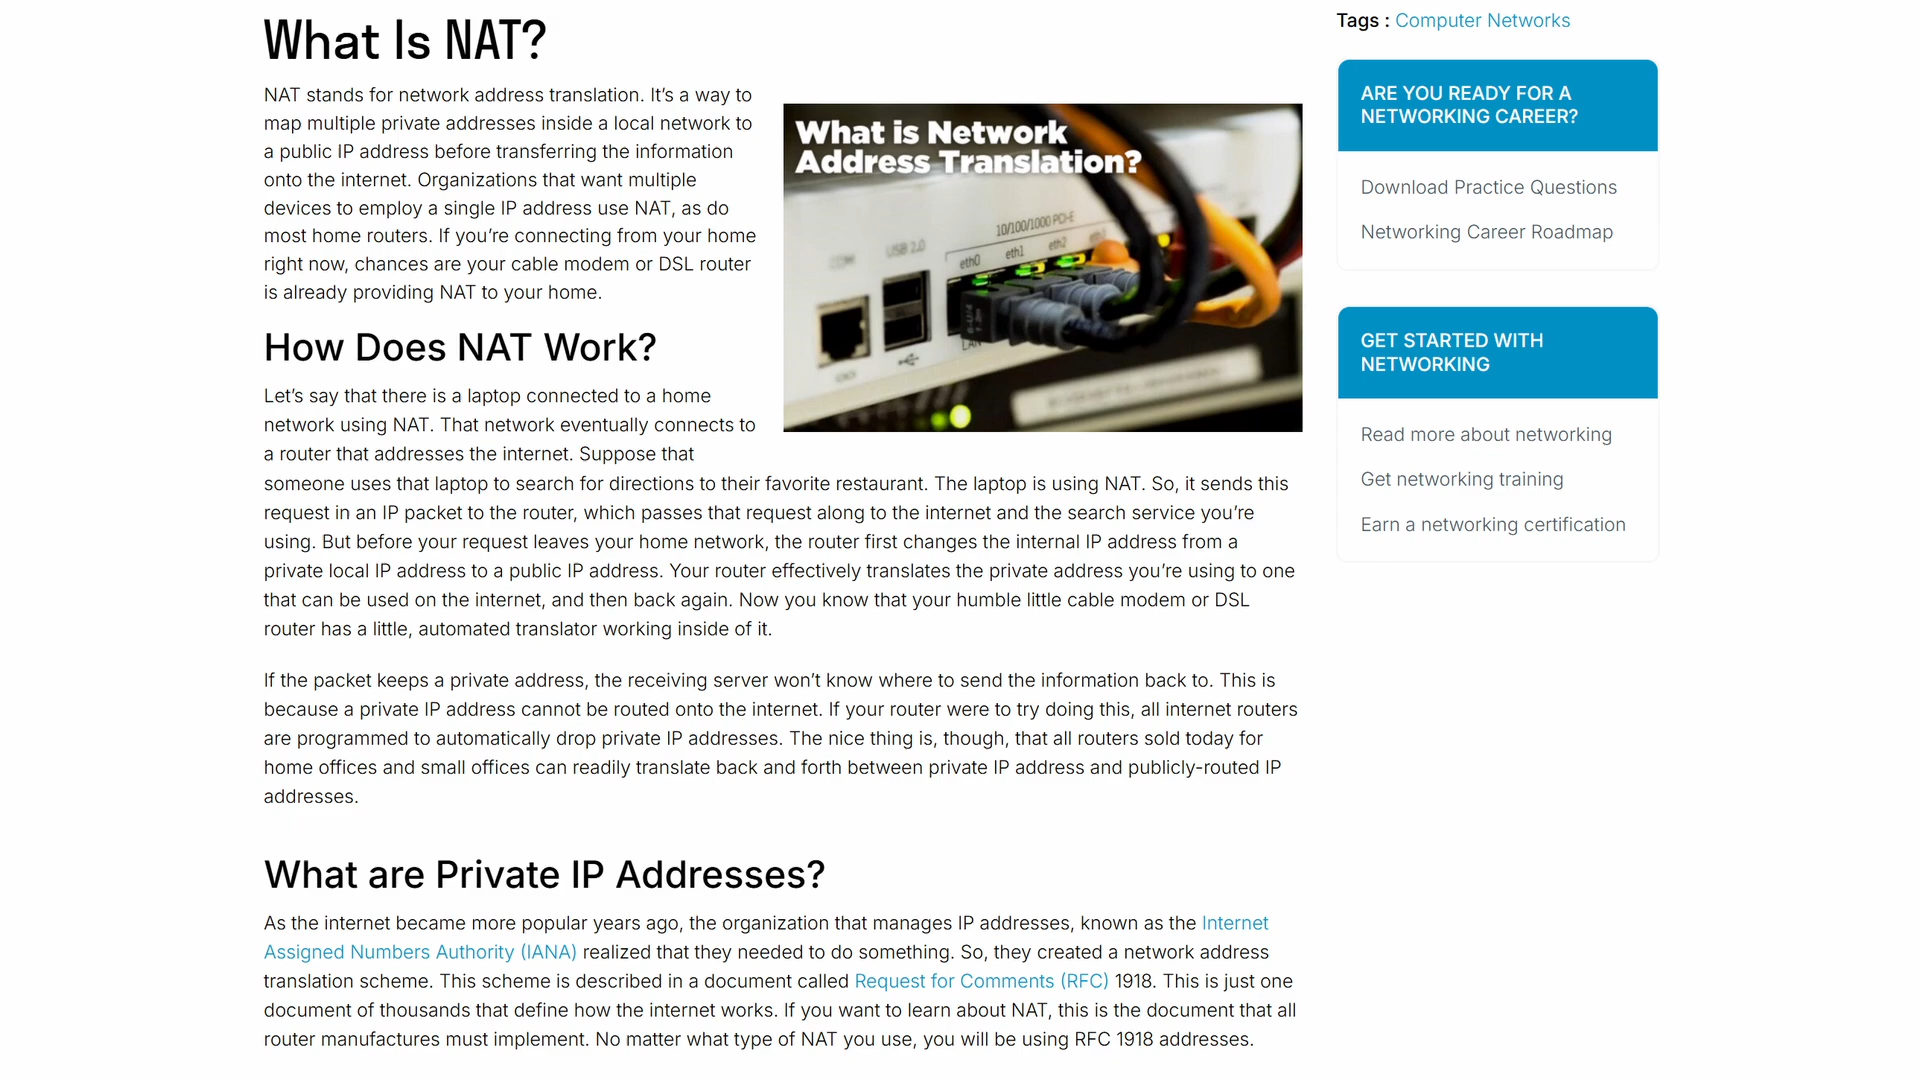 What Is NAT?
NAT stands for network address translation. It’s a way to
map multiple private addresses inside a local network to
a public IP address before transferring the information
onto the internet. Organizations that want multiple
devices to employ a single IP address use NAT, as do
most home routers. If you’re connecting from your home
right now, chances are your cable modem or DSL router
is already providing NAT to your home.
What is Network
Address Translation?
10/100/1000 PCI-E
USB 2.0
eth0
eth1
eth2
How Does NAT Work?
Let’s say that there is a laptop connected to a home
network using NAT. That network eventually connects to
a router that addresses the internet. Suppose that
someone uses that laptop to search for directions to their favorite restaurant. The laptop is using NAT. So, it sends this
request in an IP packet to the router, which passes that request along to the internet and the search service you’re
using. But before your request leaves your home network, the router first changes the internal IP address from a
private local IP address to a public IP address. Your router effectively translates the private address you’re using to one
that can be used on the internet, and then back again. Now you know that your humble little cable modem or DSL
router has a little, automated translator working inside of it.
If the packet keeps a private address, the receiving server won’t know where to send the information back to. This is
because a private IP address cannot be routed onto the internet. If your router were to try doing this, all internet routers
are programmed to automatically drop private IP addresses. The nice thing is, though, that all routers sold today for
home offices and small offices can readily translate back and forth between private IP address and publicly-routed IP
addresses.
What are Private IP Addresses?
As the internet became more popular years ago, the organization that manages IP addresses, known as the Internet
Assigned Numbers Authority (IANA) realized that they needed to do something. So, they created a network address
translation scheme. This scheme is described in a document called Request for Comments (RFC) 1918. This is just one
document of thousands that define how the internet works. If you want to learn about NAT, this is the document that all
router manufactures must implement. No matter what type of NAT you use, you will be using RFC 1918 addresses.
Tags : Computer Networks
ARE YOU READY FOR A
NETWORKING CAREER?
Download Practice Questions
Networking Career Roadmap
GET STARTED WITH
NETWORKING
Read more about networking
Get networking training
Earn a networking certification